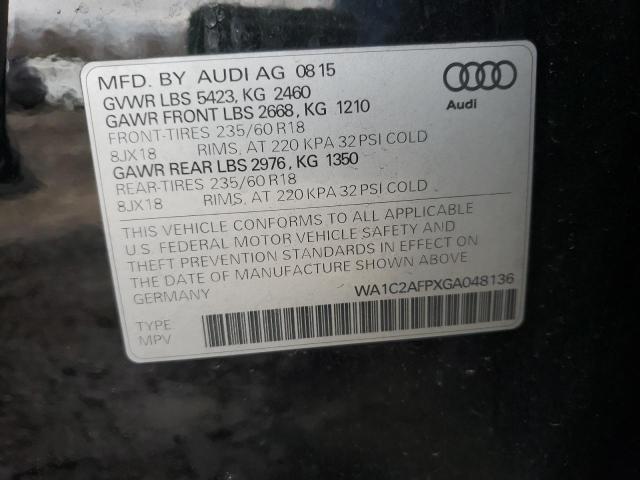 MFD. BY AUDI AG 08 15
GVWR LBS 5423, KG 2460
GAWR FRONT LBS 2668, KG 1210
FRONT-TIRES 235/60 R18
8JX18 RIMS, AT 220 KPA 32 PSI COLD
GAWR REAR LBS 2976, KG 1350
REAR-TIRES 235/60 R18
8JX18 RIMS, AT 220 KPA 32 PSI COLD
Audi
THIS VEHICLE CONFORMS TO ALL APPLICABLE
U.S. FEDERAL MOTOR VEHICLE SAFETY AND
THEFT PREVENTION STANDARDS IN EFFECT ON
THE DATE OF MANUFACTURE SHOWN ABOVE
GERMANY
WA1C2AFPXGA048136
TYPE
MPV